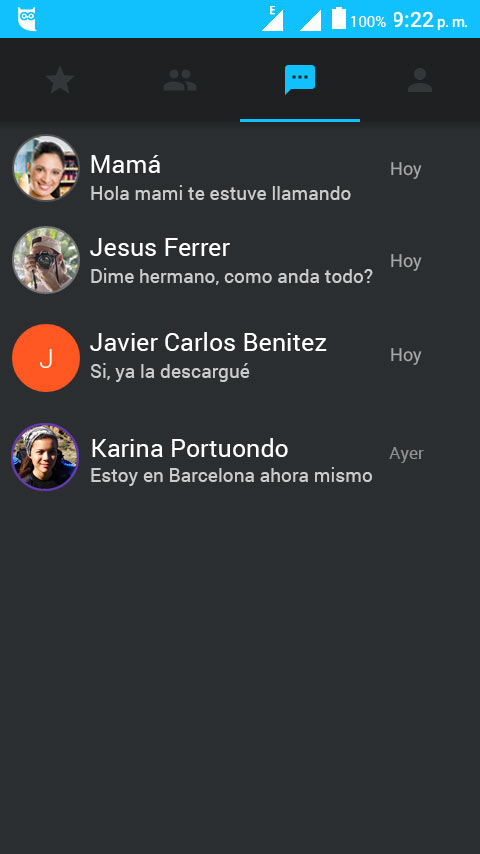 E
100% 9:22 p. m.
Mamá
Hoy
Hola mami te estuve llamando
Jesus Ferrer
Hoy
Dime hermano, como anda todo?
J
Javier Carlos Benitez
Hoy
Si, ya la descargué
Karina Portuondo
Ayer
Estoy en Barcelona ahora mismo